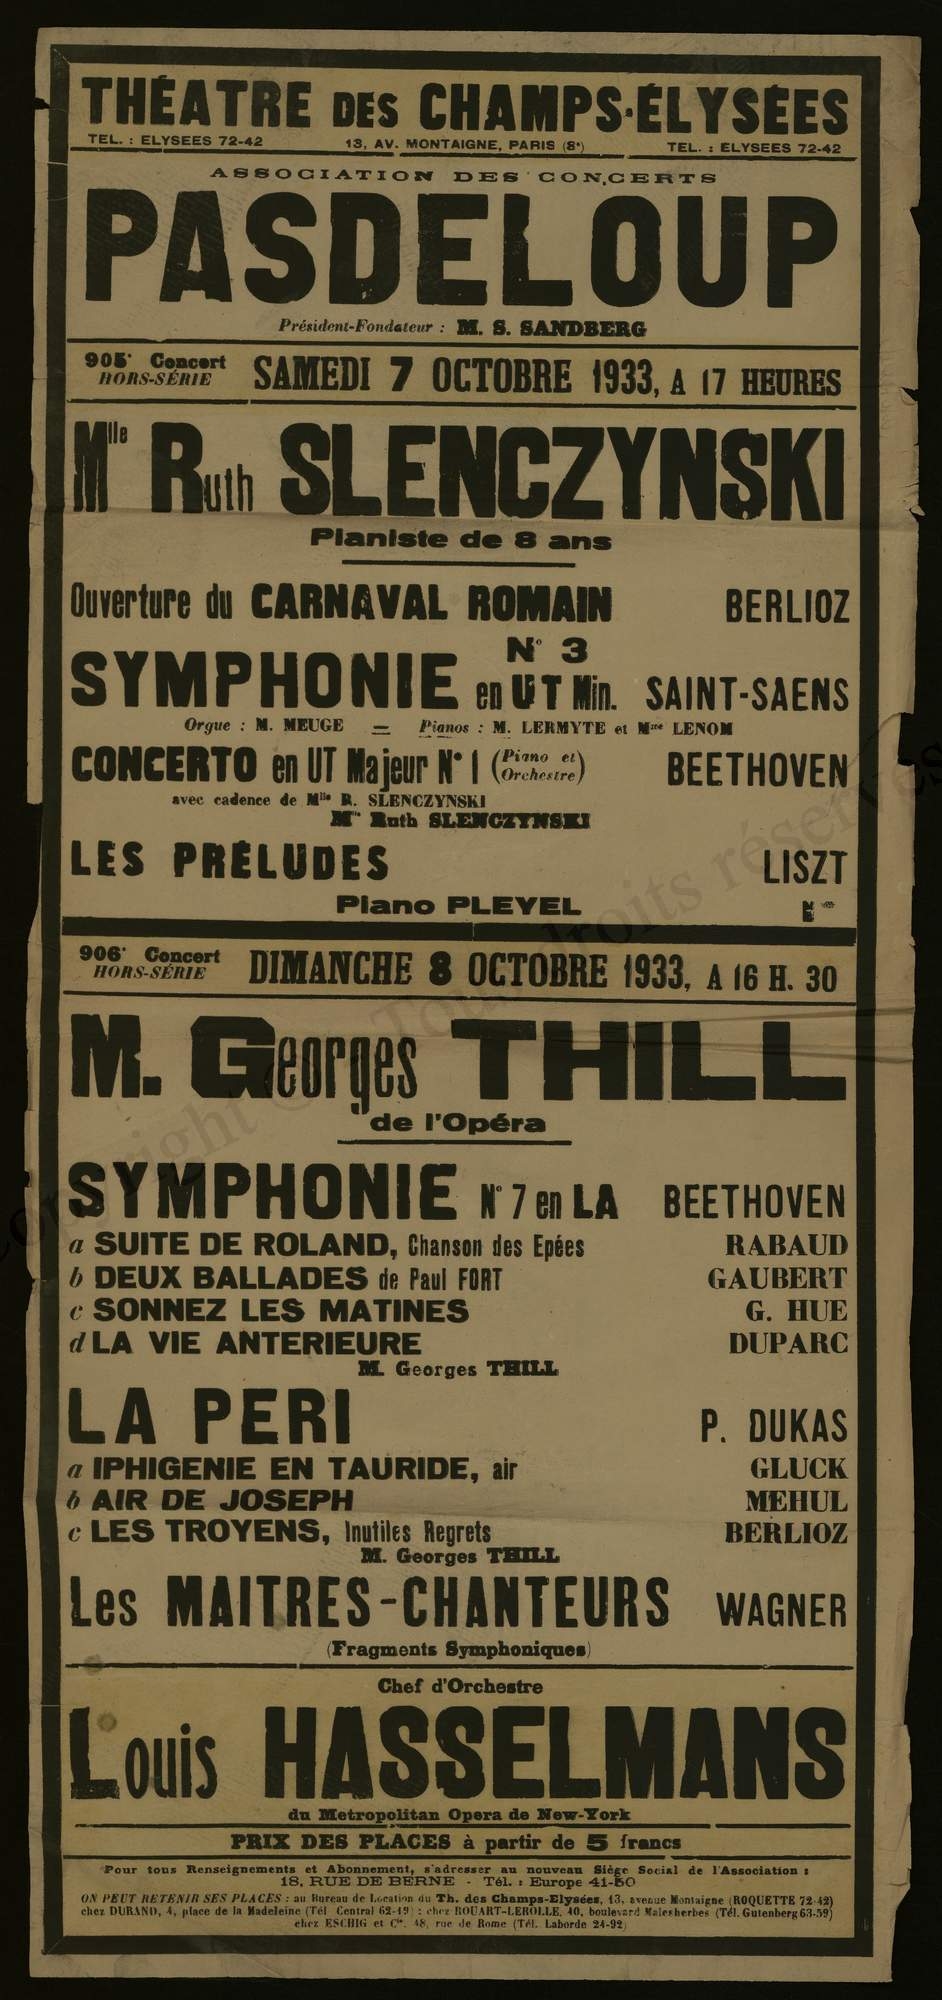 THÉATRE DES CHAMPS-ÉLYSÉES
TEL. : ELYSEES 72-42 13, AV. MONTAIGNE, PARIS (8e) TEL. : ELYSEES 72-42
ASSOCIATION DES CONCERTS
PASDELOUP
Président-Fondateur : M. S. SANDBERG
905e Concert
HORS-SÉRIE
SAMEDI 7 OCTOBRE 1933, A 17 HEURES
Mlle Ruth SLENCZYNSKI
Pianiste de 8 ans
Ouverture du CARNAVAL ROMAIN BERLIOZ
SYMPHONIE N° 3 en UT Min. SAINT-SAENS
Orgue : M. MEUGE = Pianos : M. LERMYTE et Mme LENOM
CONCERTO en UT Majeur N° 1 (Piano et Orchestre) BEETHOVEN
avec cadence de Mlle R. SLENCZYNSKI
Mlle Ruth SLENCZYNSKI
LES PRÉLUDES LISZT
Piano PLEYEL
906e Concert
HORS-SÉRIE
DIMANCHE 8 OCTOBRE 1933, A 16 H. 30
M. Georges THILL
de l'Opéra
SYMPHONIE N° 7 en LA BEETHOVEN
a SUITE DE ROLAND, Chanson des Epées RABAUD
b DEUX BALLADES de Paul FORT GAUBERT
c SONNEZ LES MATINES G. HUE
d LA VIE ANTERIEURE DUPARC
M. Georges THILL
LA PERI P. DUKAS
a IPHIGENIE EN TAURIDE, air GLUCK
b AIR DE JOSEPH MEHUL
c LES TROYENS, Inutiles Regrets BERLIOZ
M. Georges THILL
Les MAITRES-CHANTEURS WAGNER
(Fragments Symphoniques)
Chef d'Orchestre
Louis HASSELMANS
du Metropolitan Opera de New-York
PRIX DES PLACES à partir de 5 francs
Pour tous Renseignements et Abonnement, s'adresser au nouveau Siège Social de l'Association :
18, RUE DE BERNE - Tél. : Europe 41-50
ON PEUT RETENIR SES PLACES : au Bureau de Location du Th. des Champs-Elysées, 13, avenue Montaigne (ROQUETTE 72-42)
chez DURAND, 4, place de la Madeleine (Tél Central 62-19) ; chez ROUART-LEROLLE, 40, boulevard Malesherbes (Tél. Gutenberg 63-59)
chez ESCHIG et Cie, 48, rue de Rome (Tél. Laborde 24-92)
Copyright © - Tous droits réservés